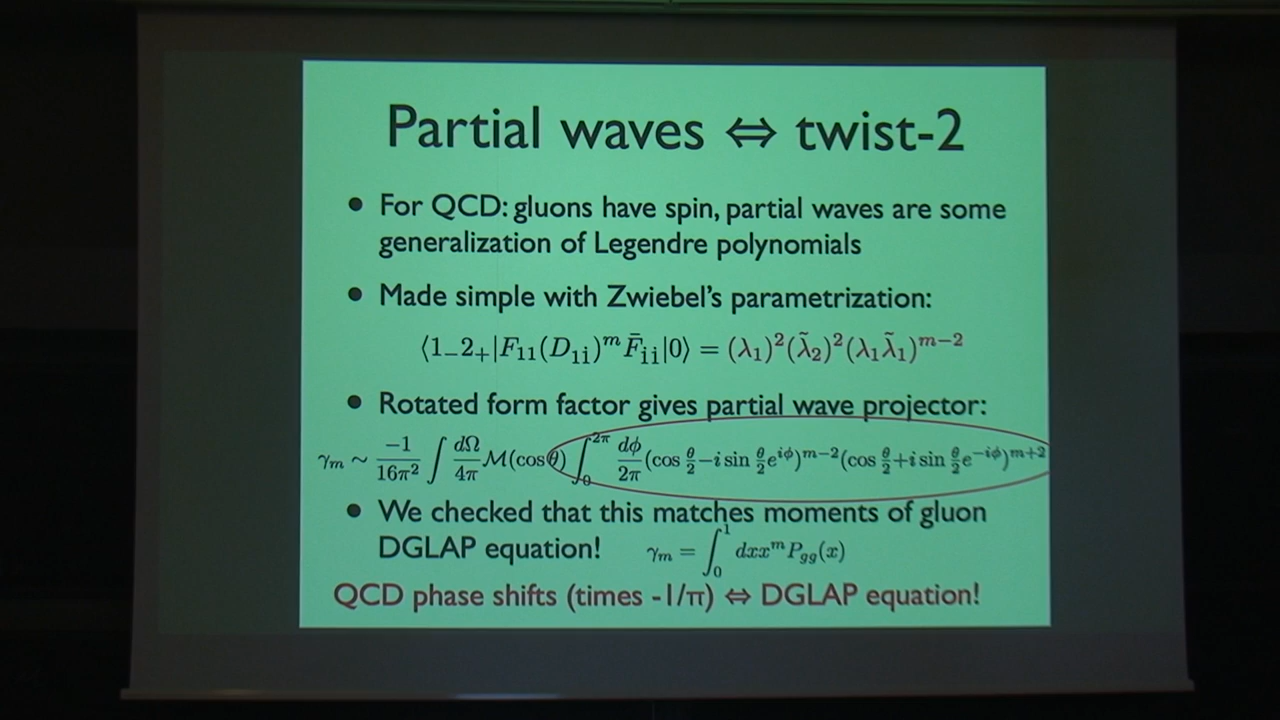 Partial waves ⇔ twist-2
• For QCD: gluons have spin, partial waves are some
generalization of Legendre polynomials
• Made simple with Zwiebel's parametrization:
⟨1₋2₊|F₁₁(D₁i̇)ᵐF̄i̇i̇|0⟩ = (λ₁)²(λ̃₂)²(λ₁λ̃₁)ᵐ⁻²
• Rotated form factor gives partial wave projector:
γₘ ~ −1/16π² ∫ dΩ/4π M(cosθ) ∫₀^2π dϕ/2π (cos θ/2 − i sin θ/2 e^iϕ)^m−2 (cos θ/2 + i sin θ/2 e^−iϕ)^m+2
• We checked that this matches moments of gluon
DGLAP equation! γₘ = ∫₀¹ dx xᵐ P_gg(x)
QCD phase shifts (times -1/π) ⇔ DGLAP equation!